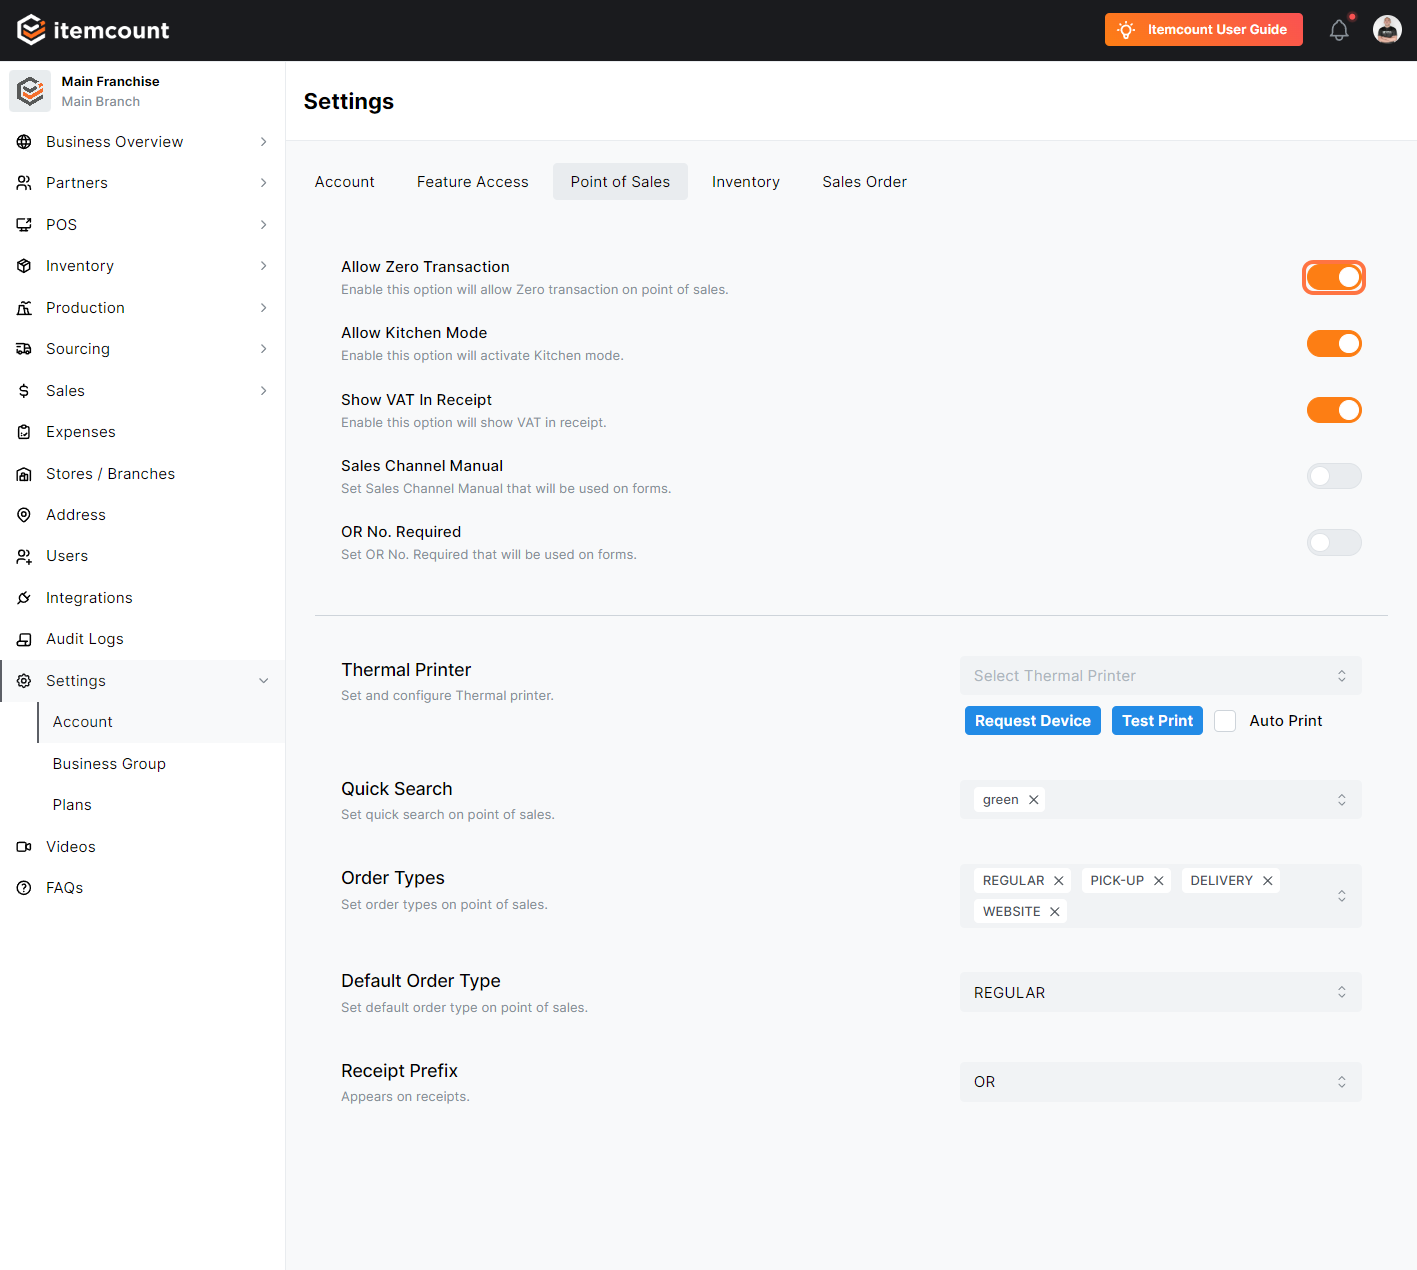 itemcount
Itemcount User Guide
Main Franchise
Main Branch
Business Overview
Partners
POS
Inventory
Production
Sourcing
Sales
Expenses
Stores / Branches
Address
Users
Integrations
Audit Logs
Settings
Account
Business Group
Plans
Videos
FAQs
Settings
Account Feature Access Point of Sales Inventory Sales Order
Allow Zero Transaction
Enable this option will allow Zero transaction on point of sales.
Allow Kitchen Mode
Enable this option will activate Kitchen mode.
Show VAT In Receipt
Enable this option will show VAT in receipt.
Sales Channel Manual
Set Sales Channel Manual that will be used on forms.
OR No. Required
Set OR No. Required that will be used on forms.
Thermal Printer
Set and configure Thermal printer.
Select Thermal Printer
Request Device Test Print Auto Print
Quick Search
Set quick search on point of sales.
green
Order Types
Set order types on point of sales.
REGULAR PICK-UP DELIVERY
WEBSITE
Default Order Type
Set default order type on point of sales.
REGULAR
Receipt Prefix
Appears on receipts.
OR